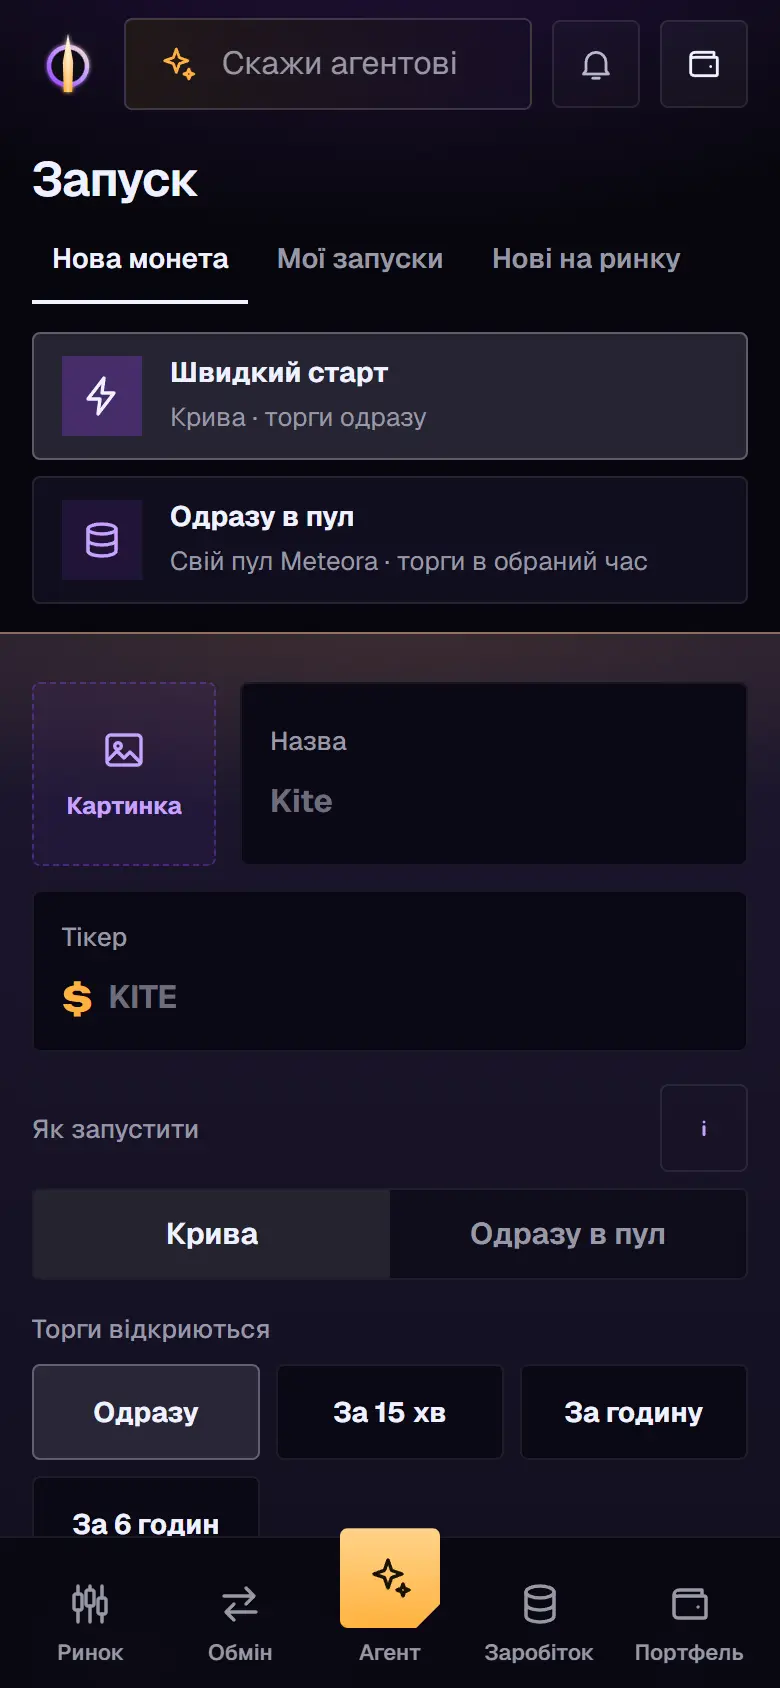 Скажи агентові
Запуск
Нова монета
Мої запуски
Нові на ринку
Швидкий старт
Крива · торги одразу
Одразу в пул
Свій пул Meteora · торги в обраний час
Картинка
Назва
Kite
Тікер
$ KITE
Як запустити
i
Крива
Одразу в пул
Торги відкриються
Одразу
За 15 хв
За годину
За 6 годин
Ринок
Обмін
Агент
Заробіток
Портфель